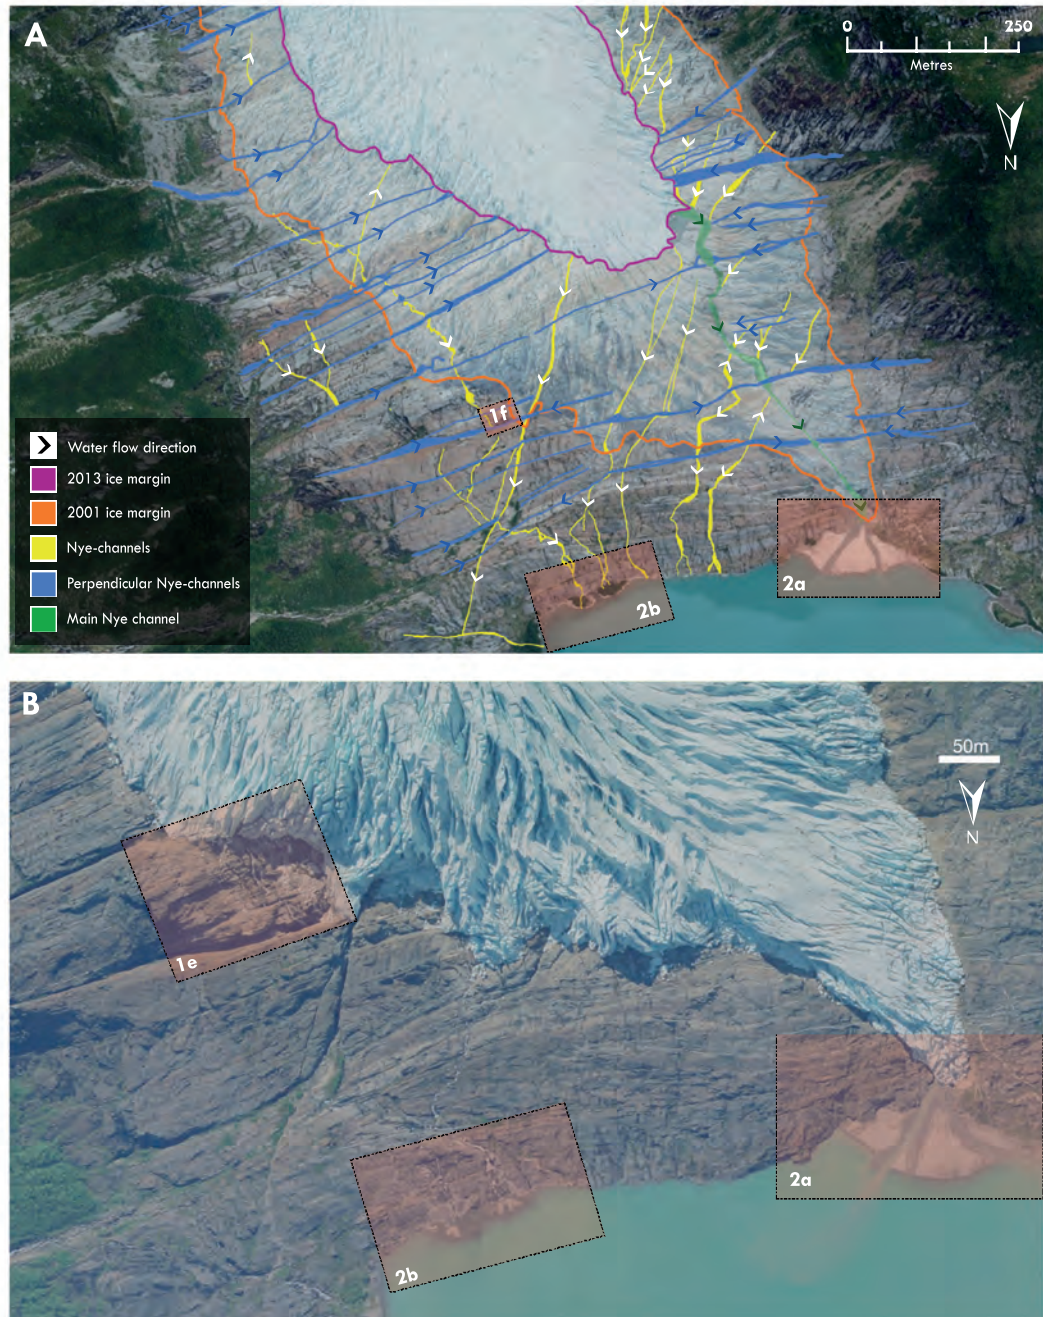 A
0 250
Metres
N
1f
Water flow direction
2013 ice margin
2001 ice margin
Nye-channels
Perpendicular Nye-channels
Main Nye channel
2a
2b
B
50m
N
1e
2a
2b